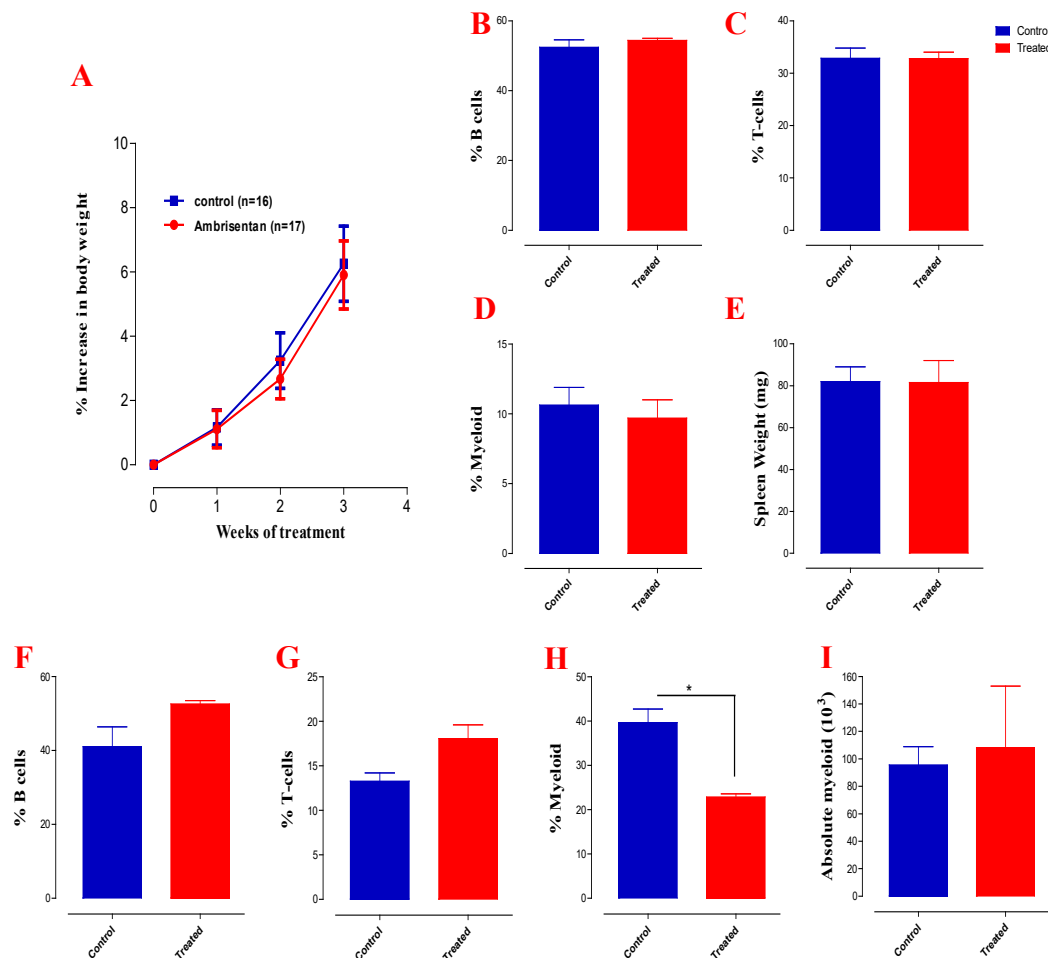 A
% Increase in body weight
10
8
6
4
2
0
control (n=16)
Ambrisentan (n=17)
0 1 2 3 4
Weeks of treatment
B
% B cells
60
40
20
0
Control Treated
C
% T-cells
40
30
20
10
0
Control Treated
Control
Treated
D
% Myeloid
15
10
5
0
Control Treated
E
Spleen Weight (mg)
100
80
60
40
20
0
Control Treated
F
% B cells
60
40
20
0
Control Treated
G
% T-cells
25
20
15
10
5
0
Control Treated
H
% Myeloid
50
40
30
20
10
0
*
Control Treated
I
Absolute myeloid (10³)
160
140
120
100
80
60
40
20
0
Control Treated